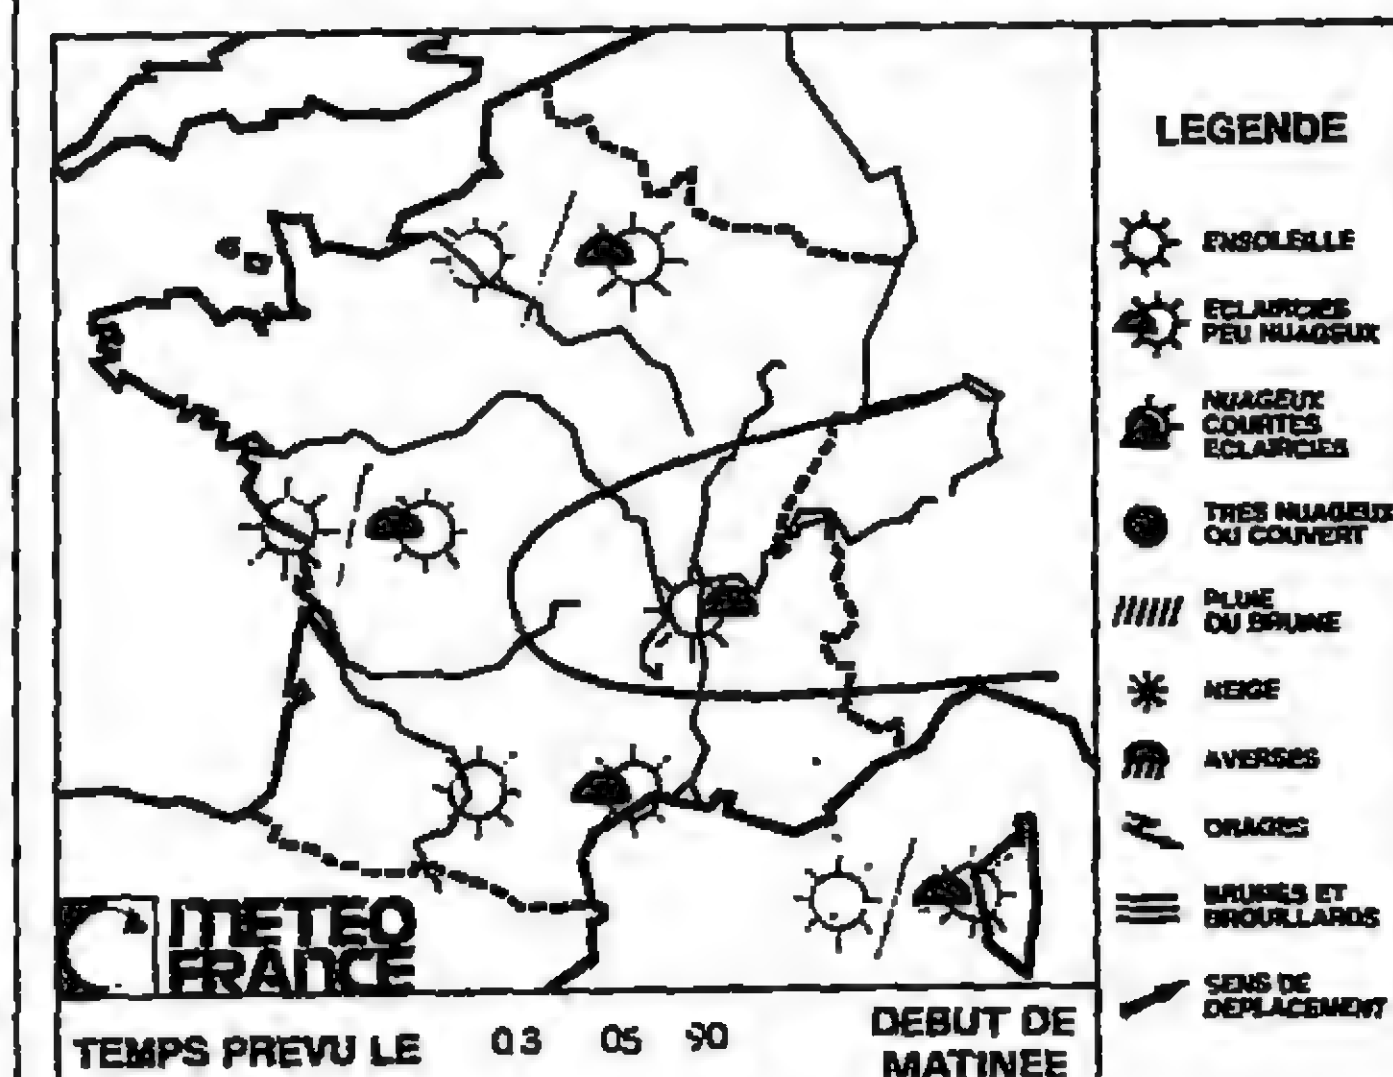 LEGENDE
ENSOLEILLE
ECLAIRCIES
PEU NUAGEUX
NUAGEUX
COURTES
ECLAIRCIES
TRES NUAGEUX
OU COUVERT
PLUIE
OU BRUINE
NEIGE
AVERSES
ORAGES
BRUMES ET
BROUILLARDS
SENS DE
DEPLACEMENT
METEO
FRANCE
TEMPS PREVU LE 03 05 90
DEBUT DE
MATINEE